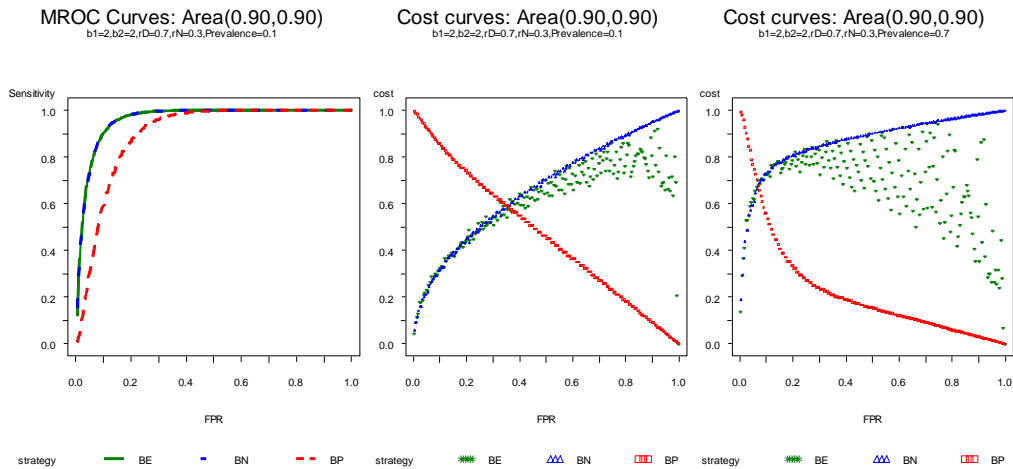 MROC Curves: Area(0.90,0.90)
b1=2,b2=2,rD=0.7,rN=0.3,Prevalence=0.1
Sensitivity
1.0
0.8
0.6
0.4
0.2
0.0
0.0 0.2 0.4 0.6 0.8 1.0
FPR
strategy BE BN BP
Cost curves: Area(0.90,0.90)
b1=2,b2=2,rD=0.7,rN=0.3,Prevalence=0.1
cost
1.0
0.8
0.6
0.4
0.2
0.0
0.0 0.2 0.4 0.6 0.8 1.0
FPR
strategy BE BN BP
Cost curves: Area(0.90,0.90)
b1=2,b2=2,rD=0.7,rN=0.3,Prevalence=0.7
cost
1.0
0.8
0.6
0.4
0.2
0.0
0.0 0.2 0.4 0.6 0.8 1.0
FPR
strategy BE BN BP